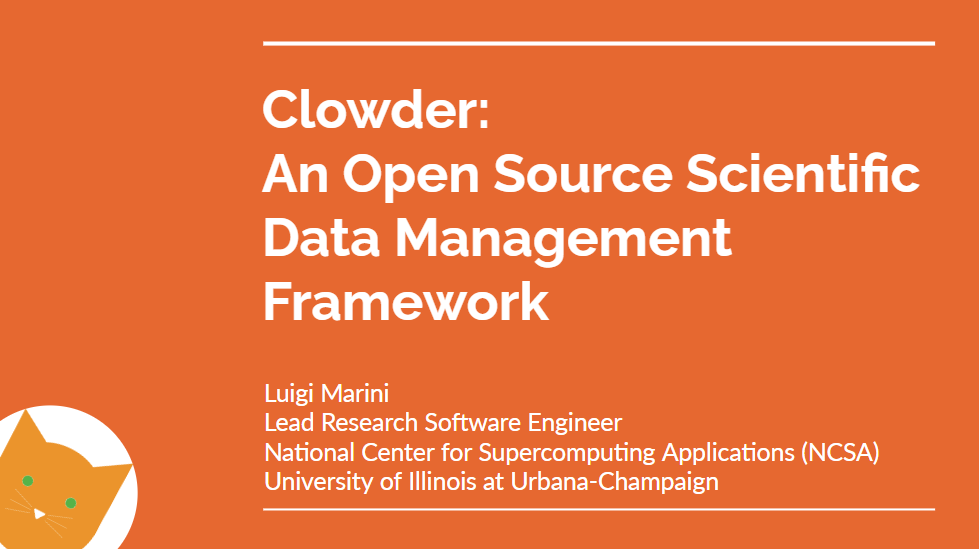 Clowder:
An Open Source Scientific
Data Management
Framework
Luigi Marini
Lead Research Software Engineer
National Center for Supercomputing Applications (NCSA)
University of Illinois at Urbana-Champaign